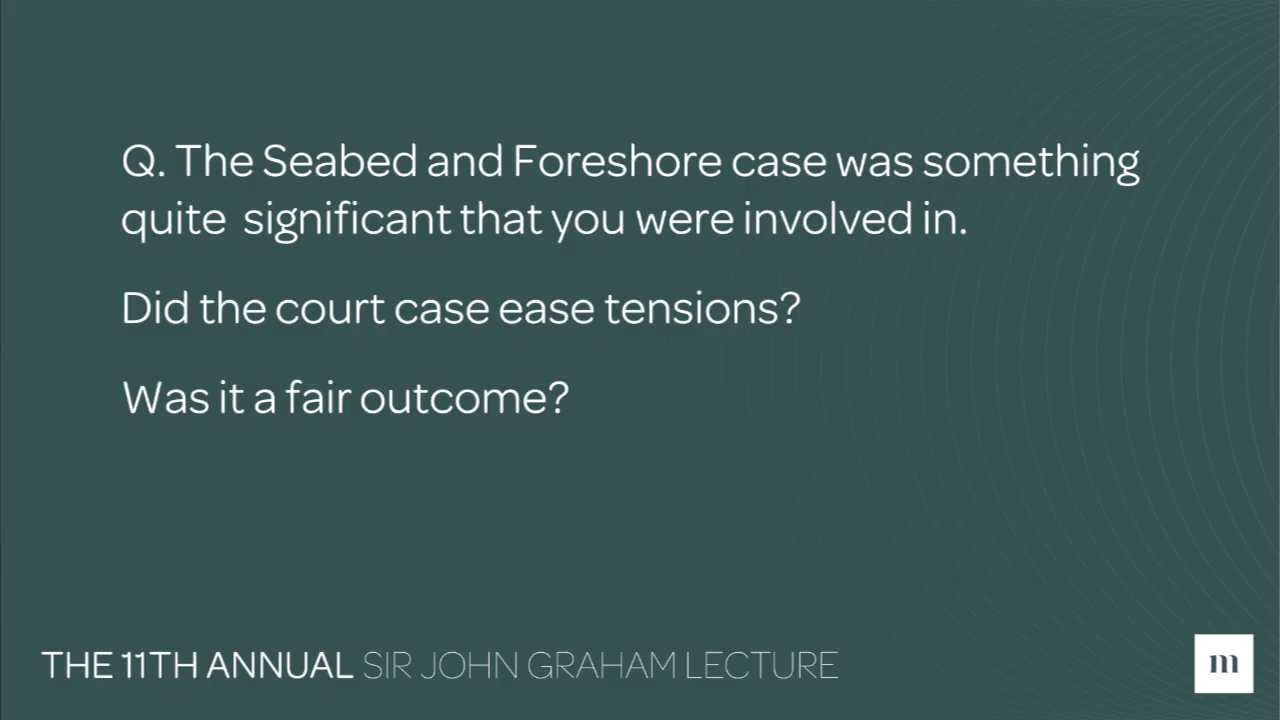 Q. The Seabed and Foreshore case was something
quite significant that you were involved in.
Did the court case ease tensions?
Was it a fair outcome?
THE 11TH ANNUAL SIR JOHN GRAHAM LECTURE
m